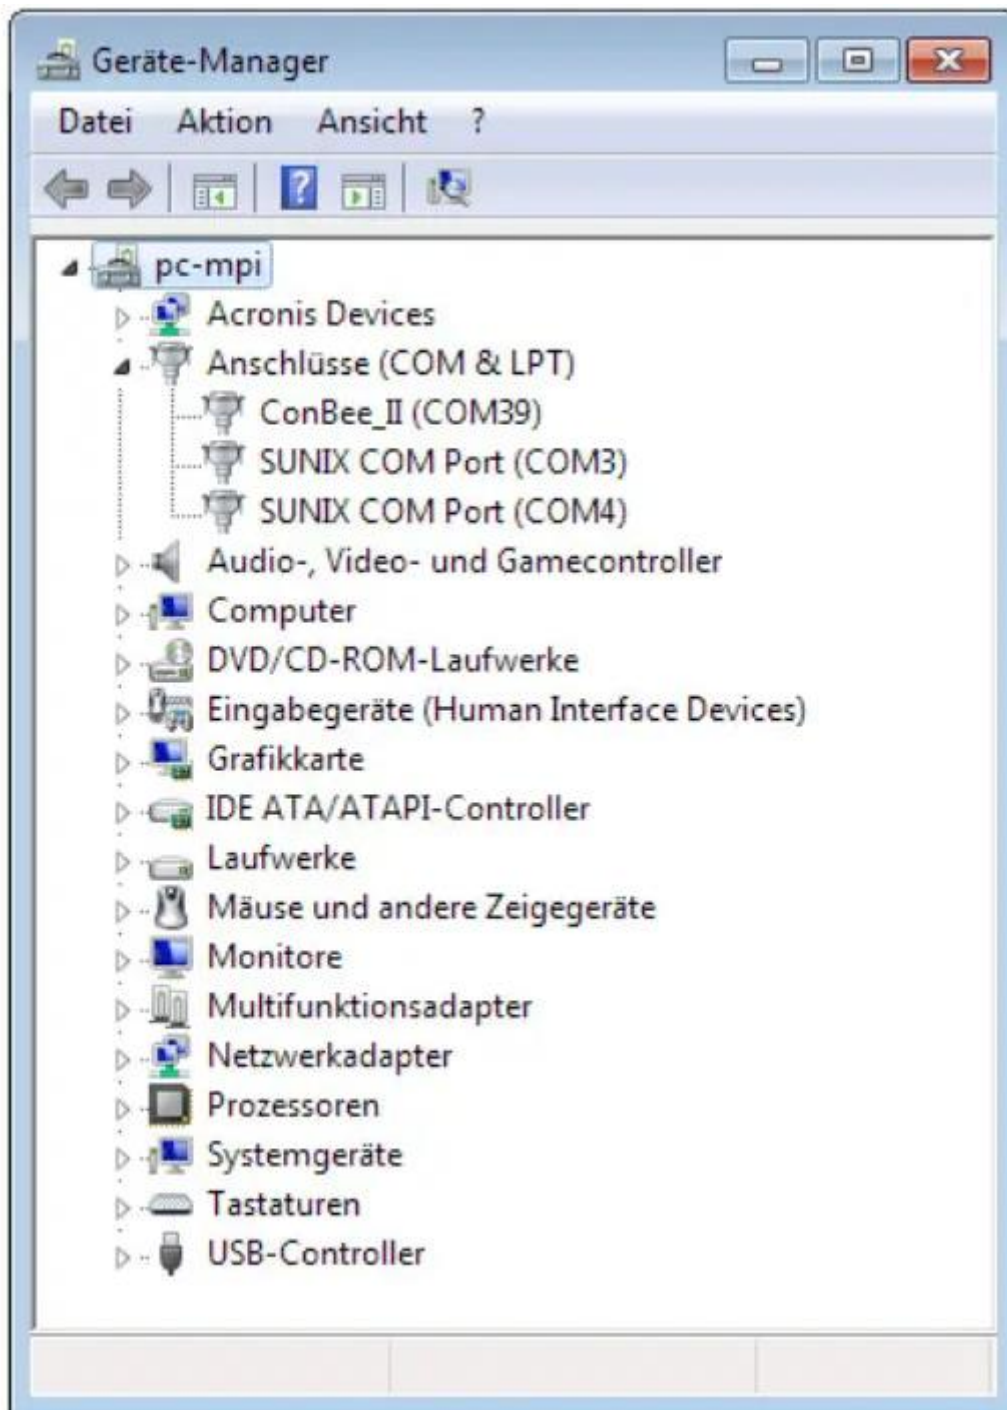 Geräte-Manager
Datei Aktion Ansicht ?
pc-mpi
Acronis Devices
Anschlüsse (COM & LPT)
ConBee_II (COM39)
SUNIX COM Port (COM3)
SUNIX COM Port (COM4)
Audio-, Video- und Gamecontroller
Computer
DVD/CD-ROM-Laufwerke
Eingabegeräte (Human Interface Devices)
Grafikkarte
IDE ATA/ATAPI-Controller
Laufwerke
Mäuse und andere Zeigegeräte
Monitore
Multifunktionsadapter
Netzwerkadapter
Prozessoren
Systemgeräte
Tastaturen
USB-Controller